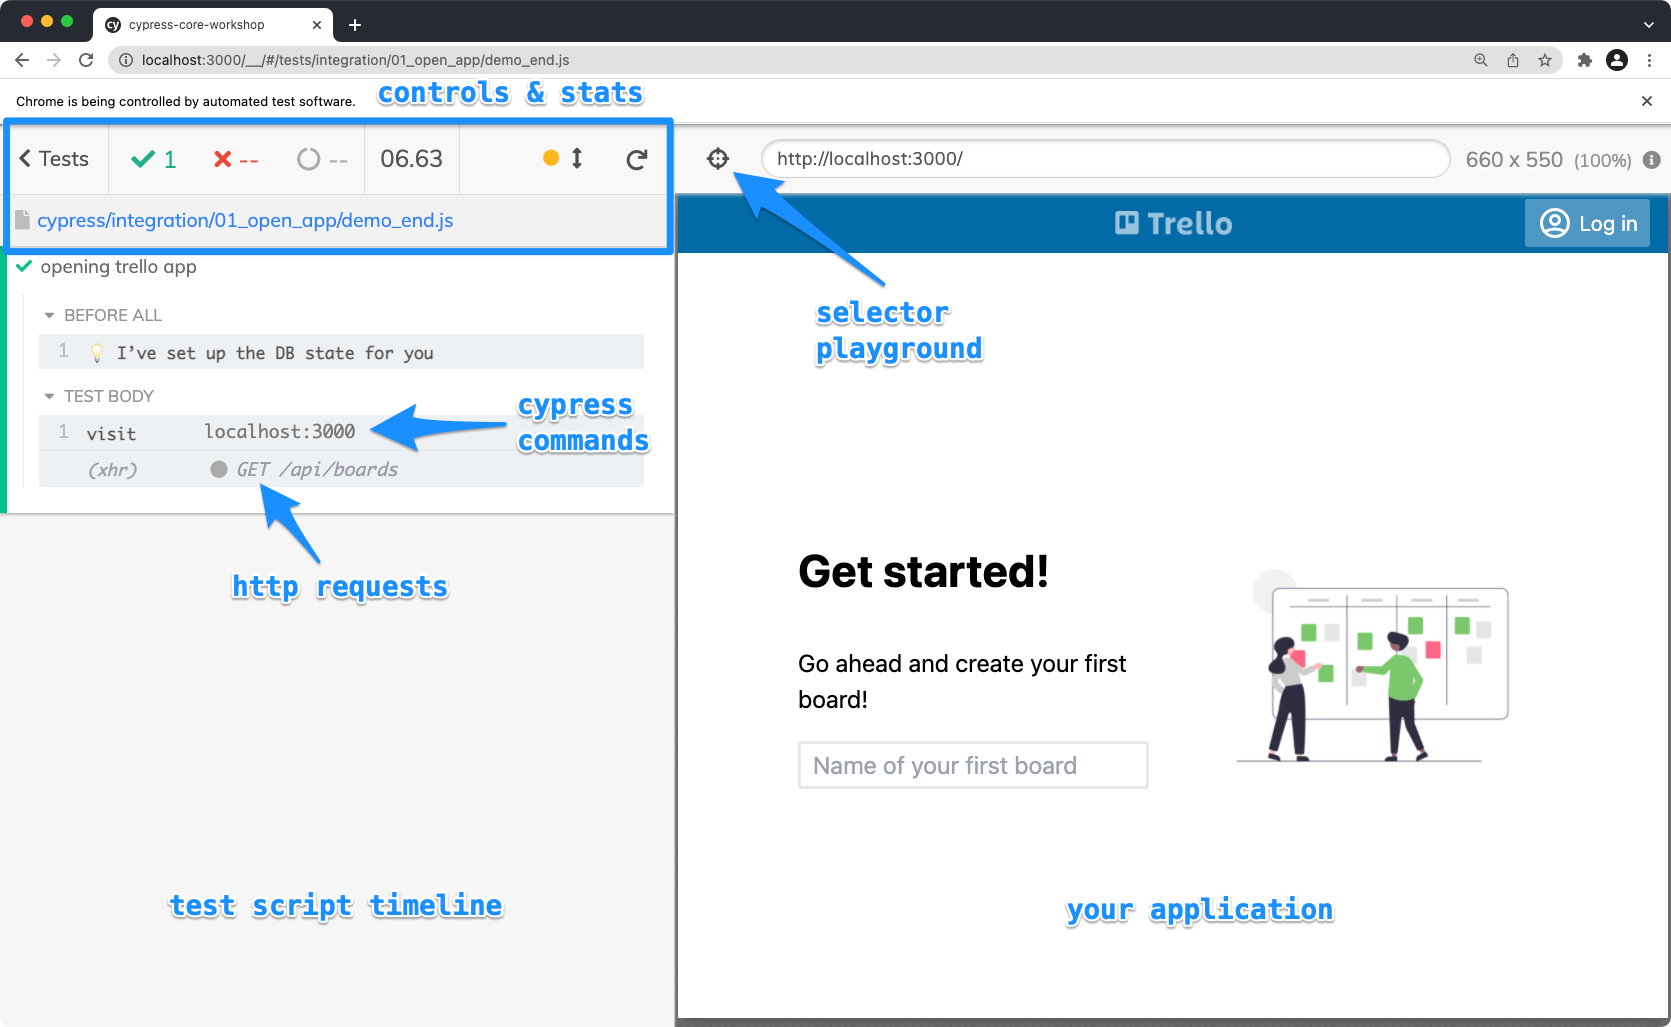 cypress-core-workshop
localhost:3000/__/#/tests/integration/01_open_app/demo_end.js
Chrome is being controlled by automated test software.
controls & stats
Tests 1 -- -- 06.63
http://localhost:3000/ 660 x 550 (100%)
cypress/integration/01_open_app/demo_end.js
Trello Log in
opening trello app
BEFORE ALL
1 I've set up the DB state for you
selector
playground
TEST BODY
1 visit localhost:3000
(xhr) GET /api/boards
cypress
commands
http requests
Get started!
Go ahead and create your first
board!
Name of your first board
test script timeline
your application